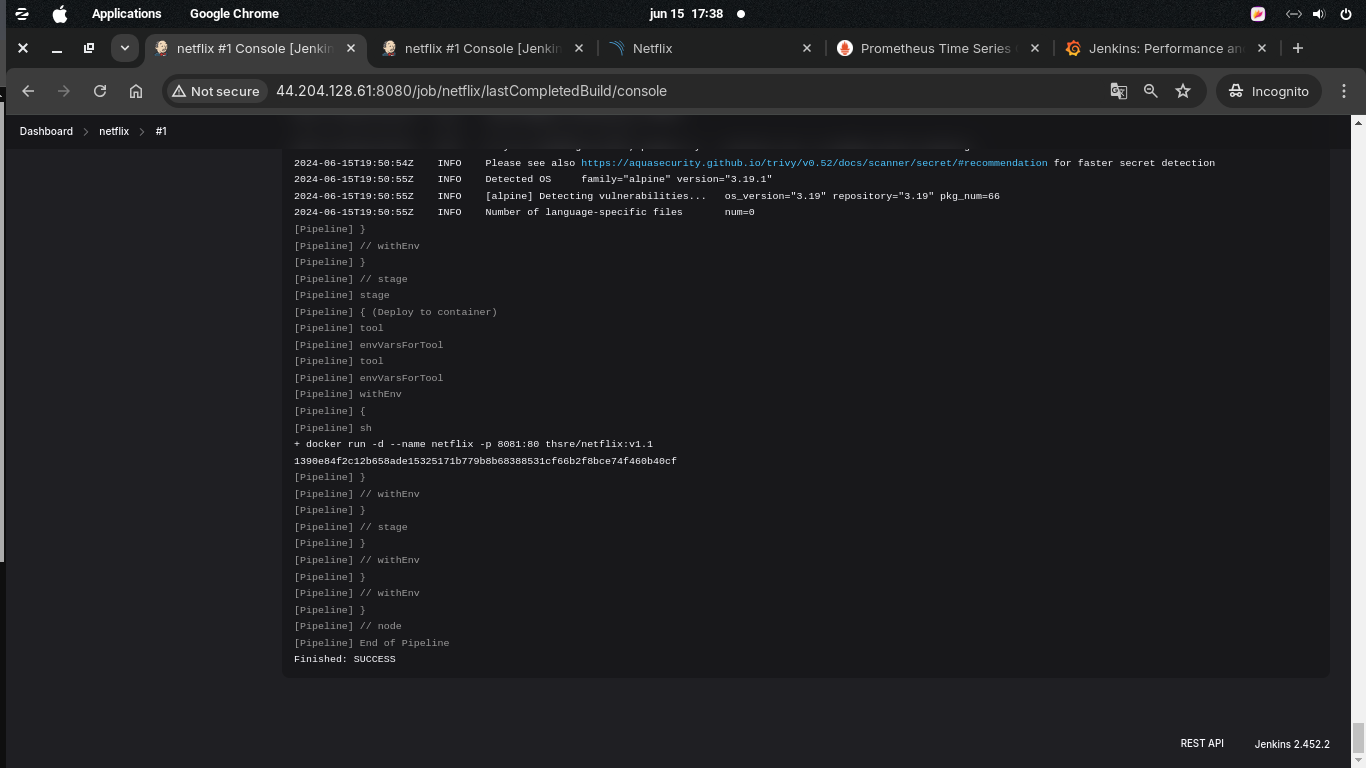 Applications
Google Chrome
jun 15 17:38
netflix #1 Console [Jenkin
netflix #1 Console [Jenkin
Netflix
Prometheus Time Series
Jenkins: Performance an
Not secure
44.204.128.61:8080/job/netflix/lastCompletedBuild/console
Incognito
Dashboard
netflix
#1
2024-06-15T19:50:54Z INFO Please see also https://aquasecurity.github.io/trivy/v0.52/docs/scanner/secret/#recommendation for faster secret detection
2024-06-15T19:50:55Z INFO Detected OS family="alpine" version="3.19.1"
2024-06-15T19:50:55Z INFO [alpine] Detecting vulnerabilities... os_version="3.19" repository="3.19" pkg_num=66
2024-06-15T19:50:55Z INFO Number of language-specific files num=0
[Pipeline] }
[Pipeline] // withEnv
[Pipeline] }
[Pipeline] // stage
[Pipeline] stage
[Pipeline] { (Deploy to container)
[Pipeline] tool
[Pipeline] envVarsForTool
[Pipeline] tool
[Pipeline] envVarsForTool
[Pipeline] withEnv
[Pipeline] {
[Pipeline] sh
+ docker run -d --name netflix -p 8081:80 thsre/netflix:v1.1
1390e84f2c12b658ade15325171b779b8b68388531cf66b2f8bce74f460b40cf
[Pipeline] }
[Pipeline] // withEnv
[Pipeline] }
[Pipeline] // stage
[Pipeline] }
[Pipeline] // withEnv
[Pipeline] }
[Pipeline] // withEnv
[Pipeline] }
[Pipeline] // node
[Pipeline] End of Pipeline
Finished: SUCCESS
REST API
Jenkins 2.452.2